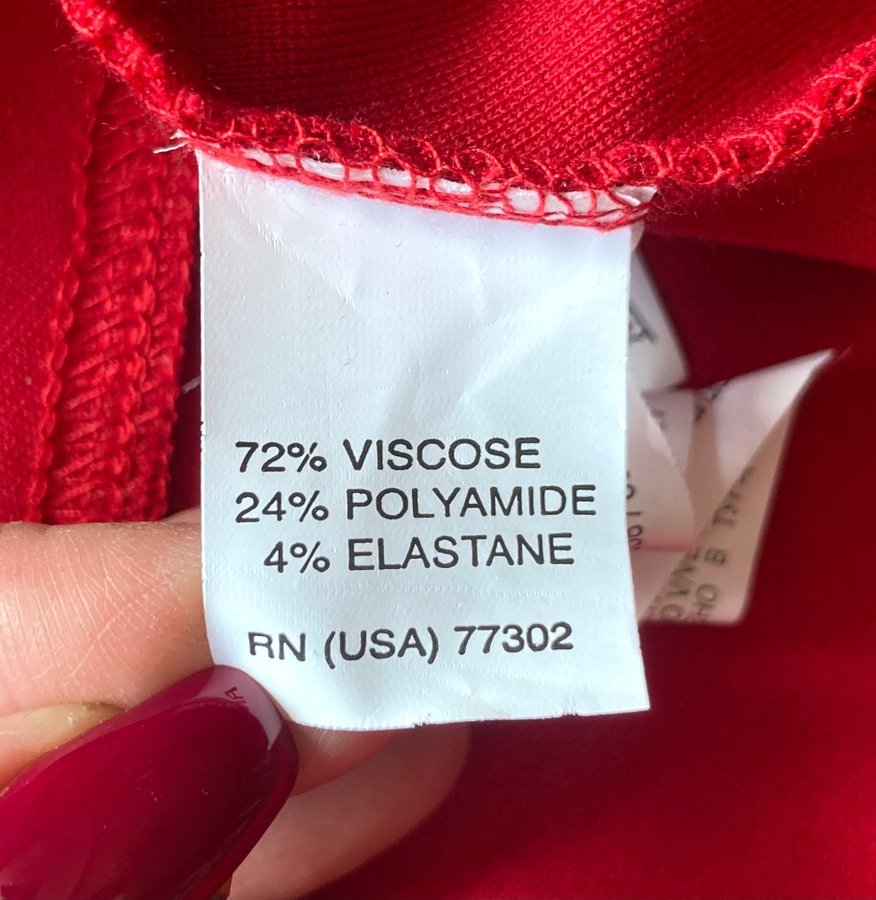 72% VISCOSE
24% POLYAMIDE
4% ELASTANE
RN (USA) 77302